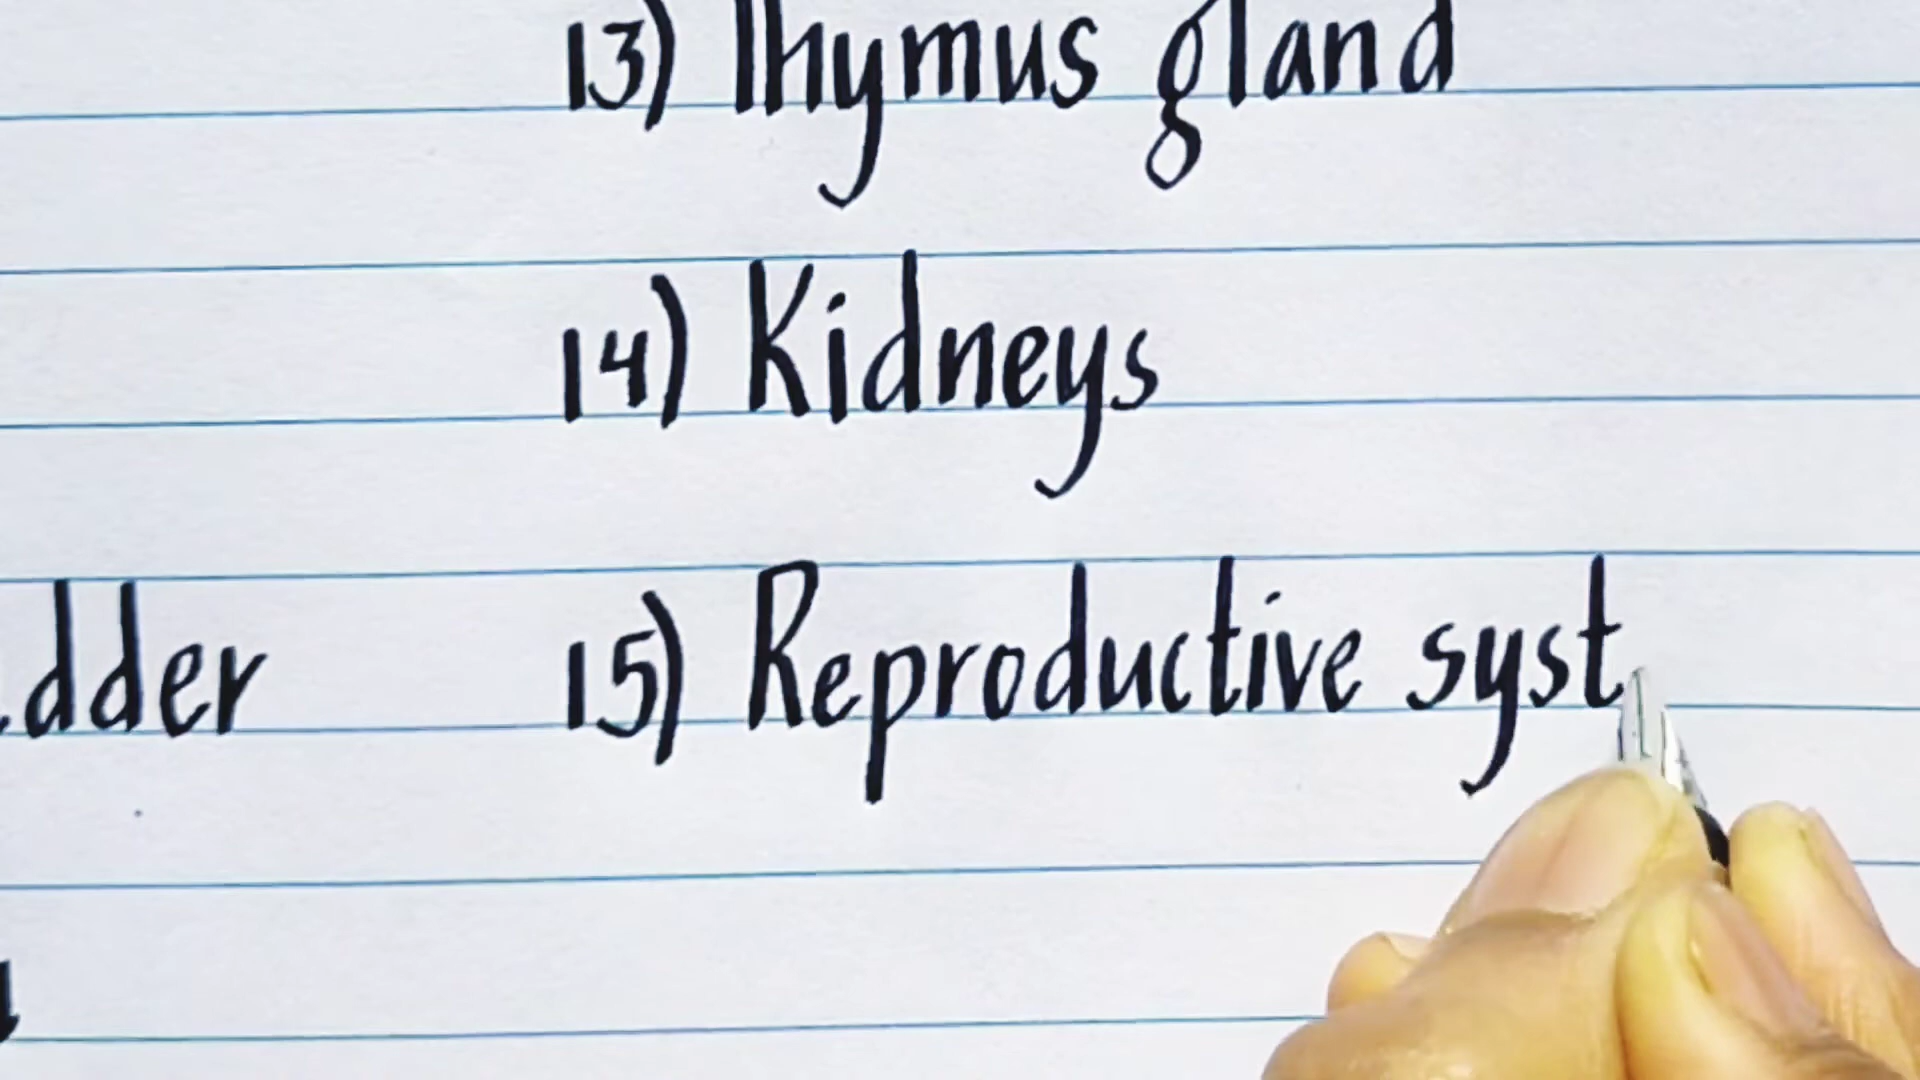 13) Thymus gland
14) Kidneys
dder 15) Reproductive syst